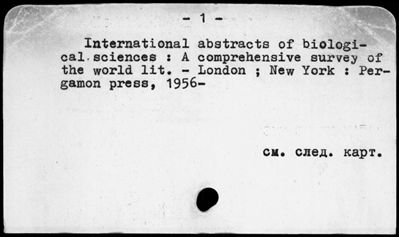 - 1 -
International abstracts of biologi-
cal sciences : A comprehensive survey of
the world lit. - London ; New York : Per-
gamon press, 1956-
см. след. карт.